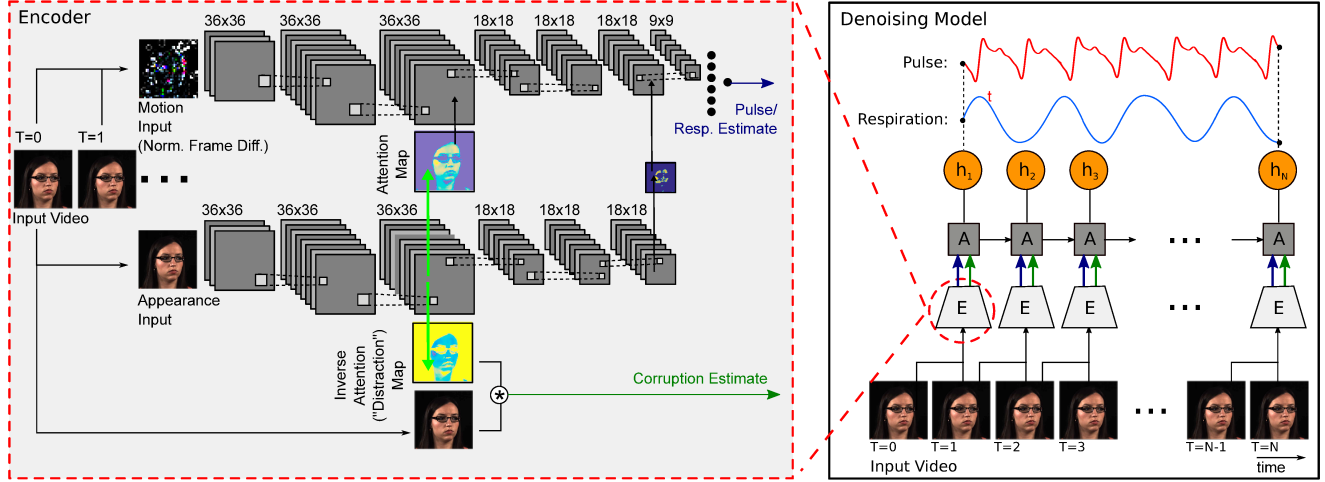 Encoder
36x36 36x36 36x36 18x18 18x18 18x18 9x9
Motion
Input
(Norm. Frame Diff.)
T=0 T=1
Input Video
Pulse/
Resp. Estimate
Attention
Map
36x36 36x36 36x36 18x18 18x18 18x18
Appearance
Input
Inverse
Attention
("Distraction")
Map
*
Corruption Estimate
Denoising Model
Pulse:
t
Respiration:
h1 h2 h3 hN
A A A A
E E E E
T=0 T=1 T=2 T=3 T=N-1 T=N
Input Video
time